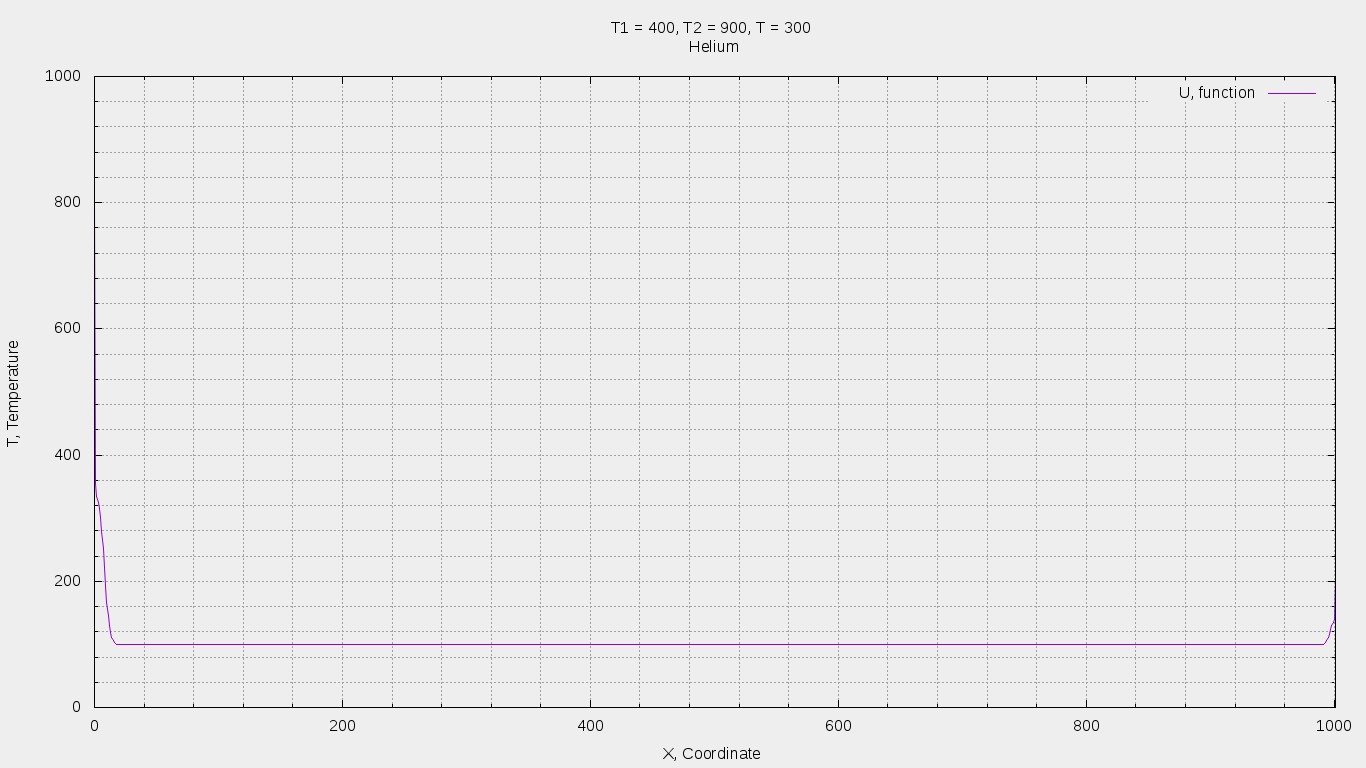 T1 = 400, T2 = 900, T = 300
Helium
U, function
1000
800
600
400
200
0
T, Temperature
0 200 400 600 800 1000
X, Coordinate